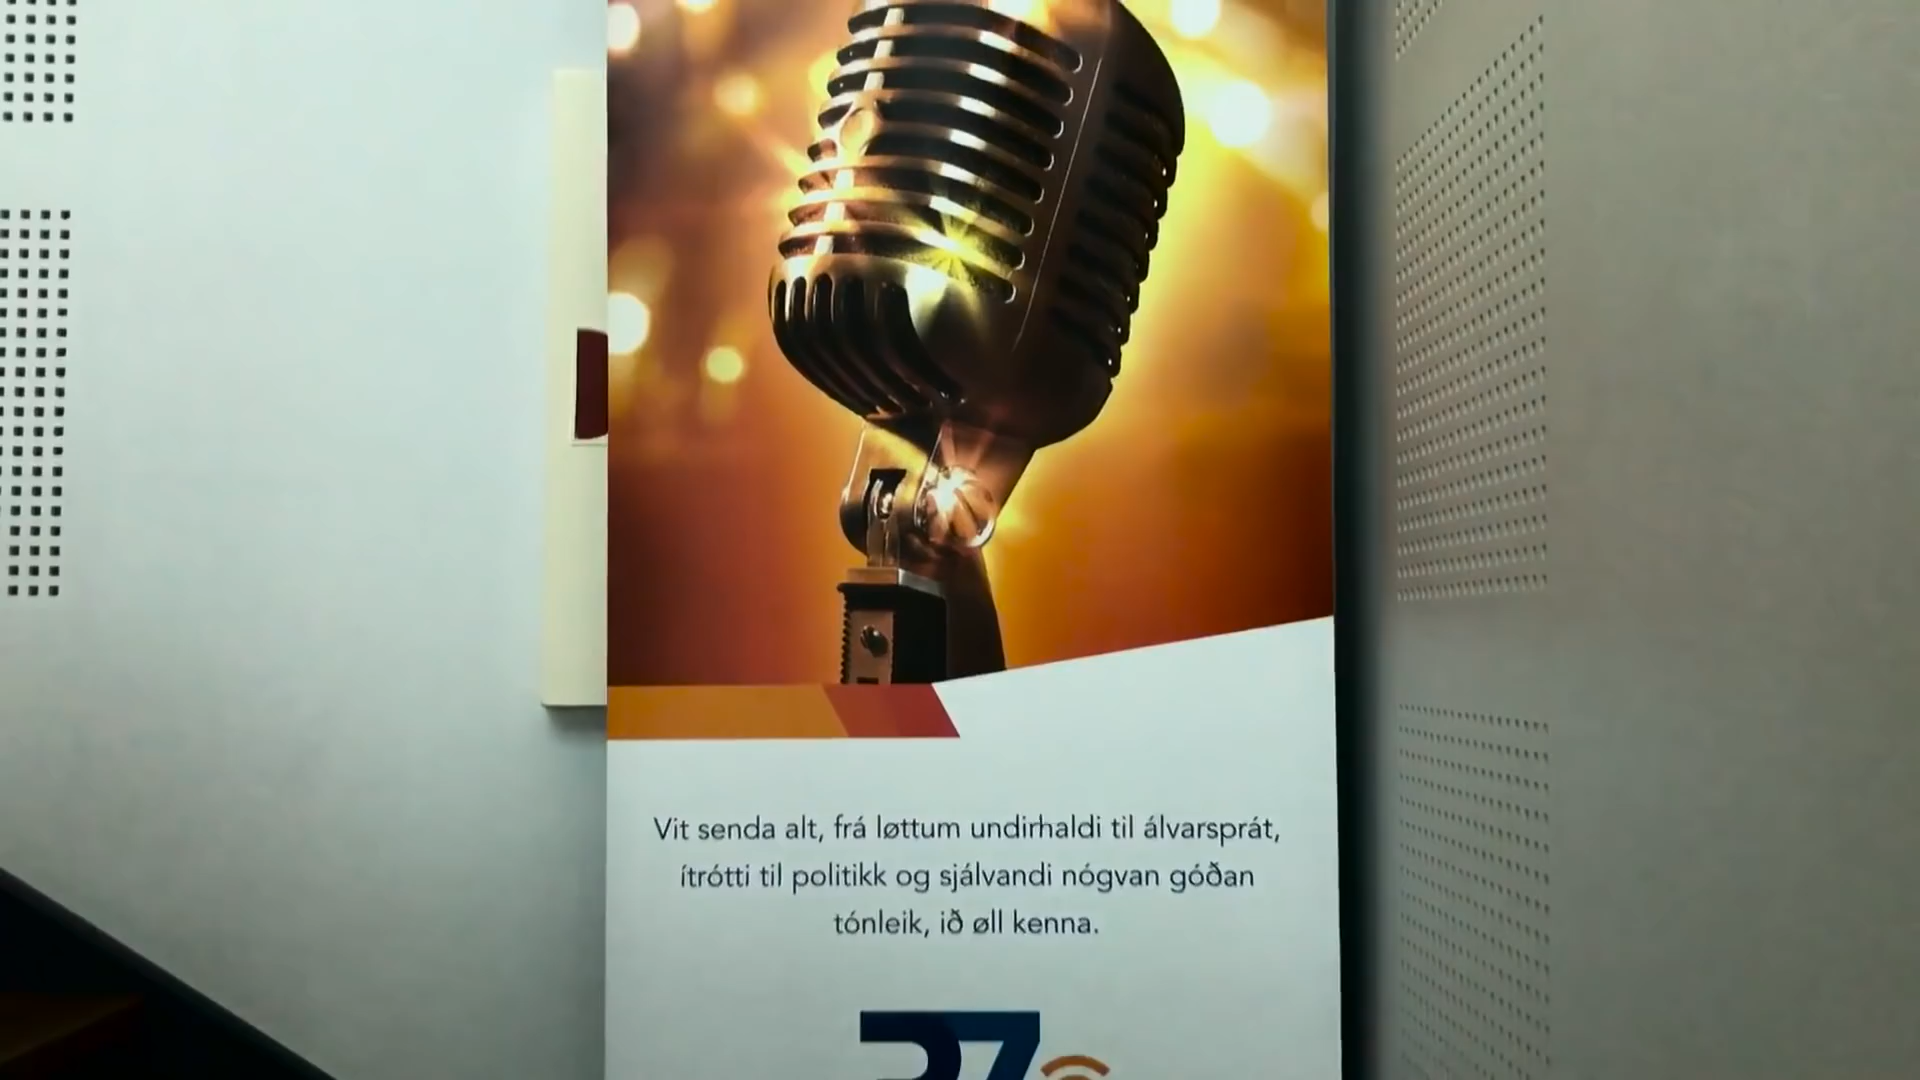 Vit senda alt, frá løttum undirhaldi til álvarsprát,
ítrótti til politikk og sjálvandi nógvan góðan
tónleik, ið øll kenna.